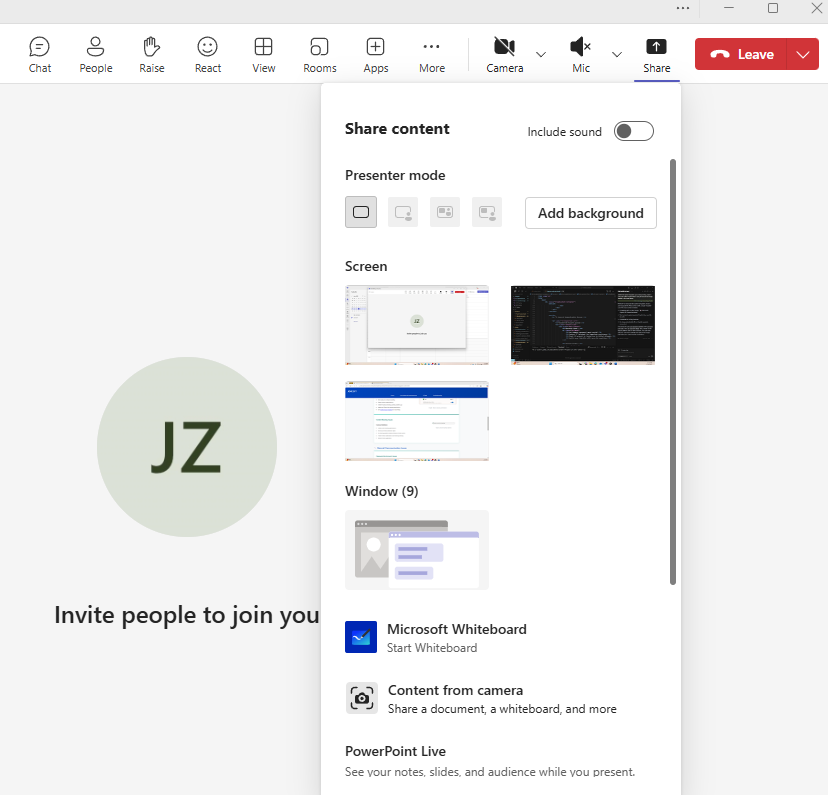 Chat People Raise React View Rooms Apps More Camera Mic Share Leave
Share content
Include sound
Presenter mode
Add background
Screen
JZ
Window (9)
JZ
Invite people to join you
Microsoft Whiteboard
Start Whiteboard
Content from camera
Share a document, a whiteboard, and more
PowerPoint Live
See your notes, slides, and audience while you present.